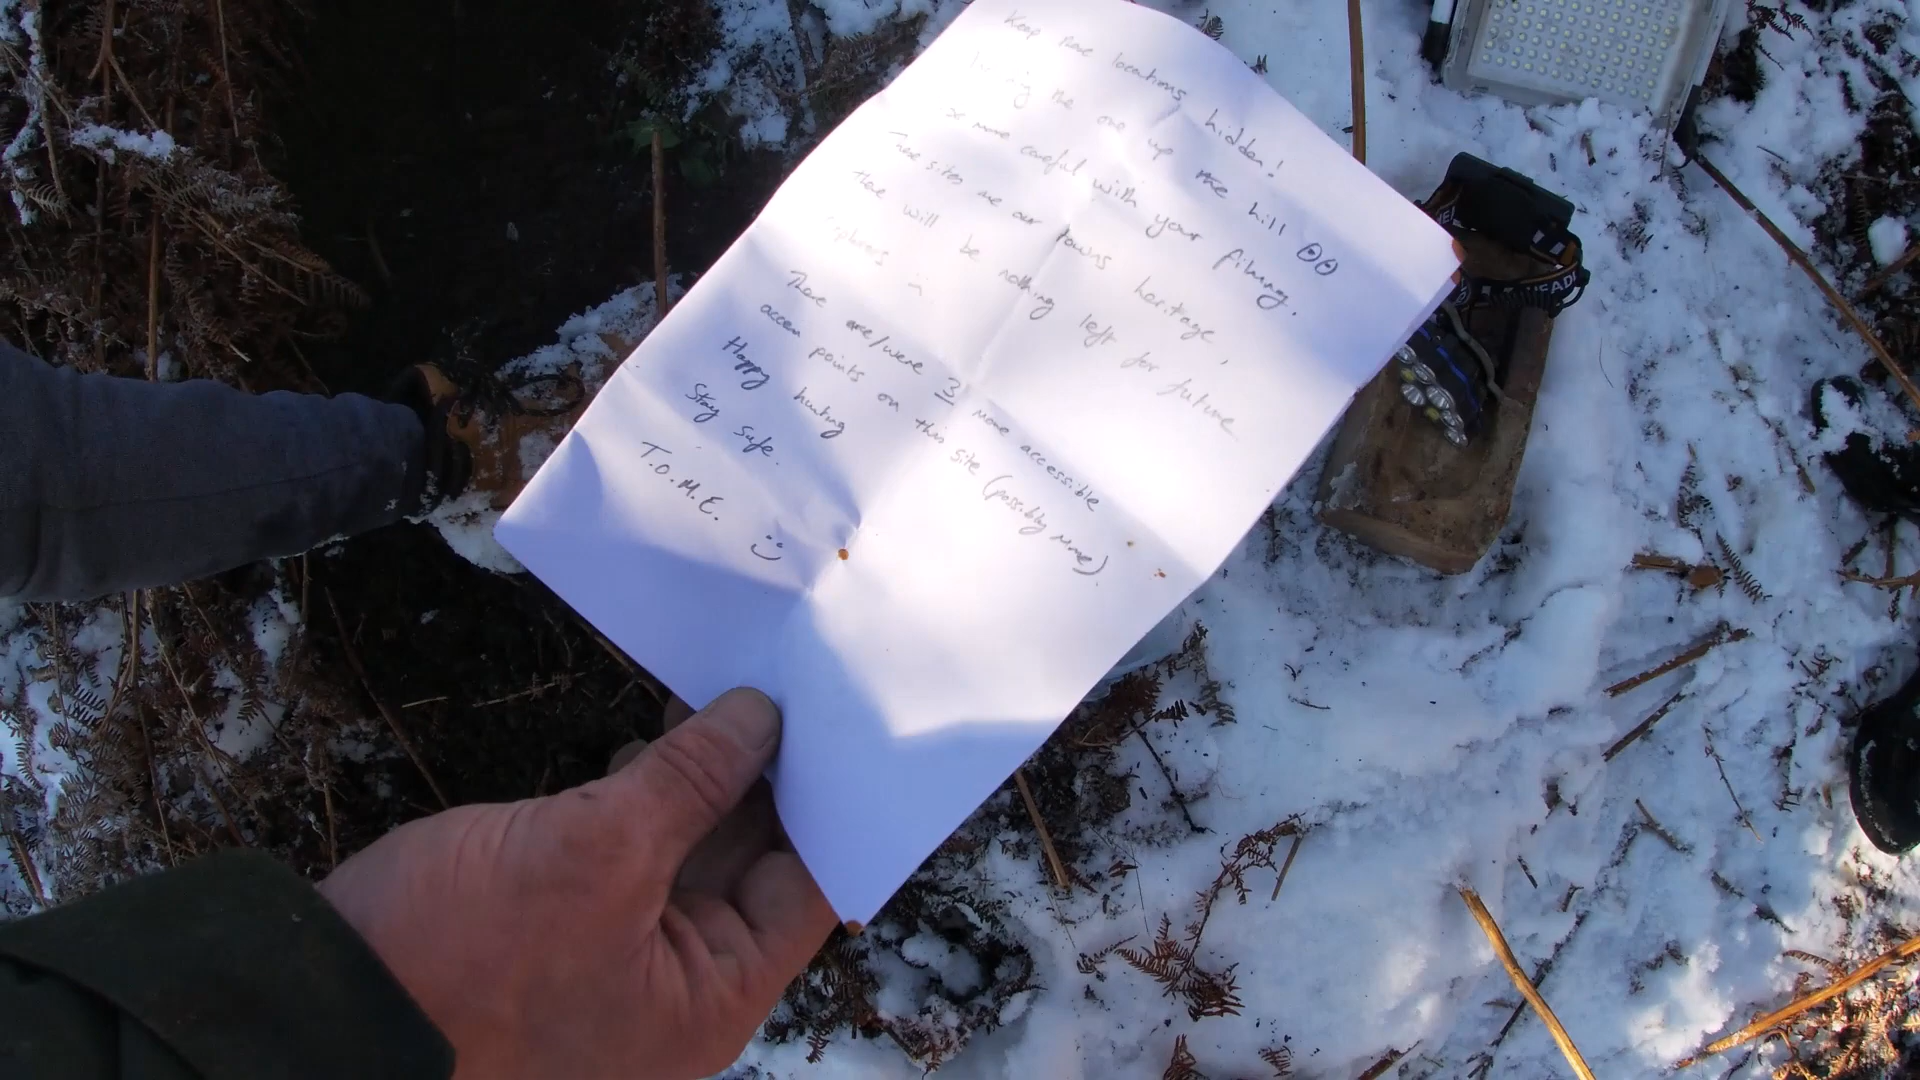 Keep these locations hidden!
the one up the hill
be more careful with your filming.
These sites are our towns heritage,
there will be nothing left for future
explorers
There are/were 3 more accessible
access points on this site (possibly more)
Happy hunting
Stay Safe.
T.O.M.E.
HEAD